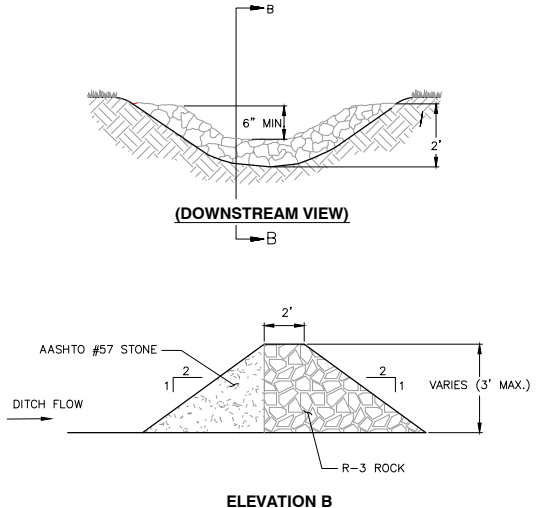 B
6" MIN.
2'
(DOWNSTREAM VIEW)
B
2'
AASHTO #57 STONE
2
1
2
1
VARIES (3' MAX.)
DITCH FLOW
R-3 ROCK
ELEVATION B